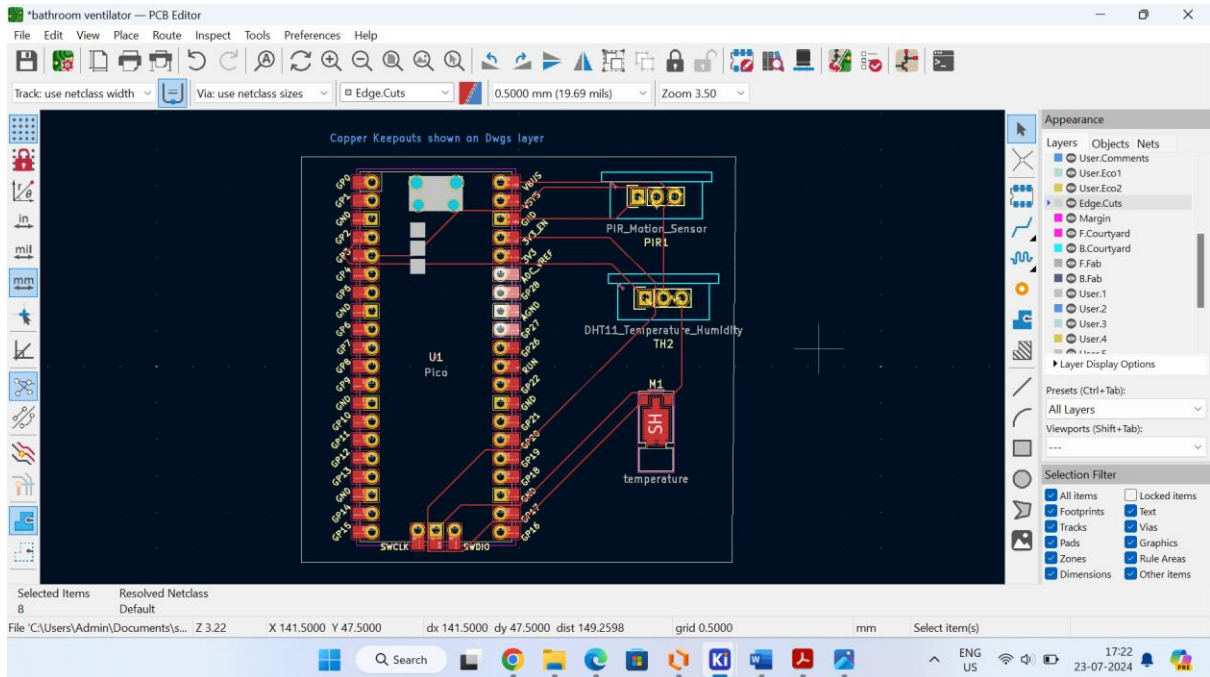 *bathroom ventilator — PCB Editor
File Edit View Place Route Inspect Tools Preferences Help
Track: use netclass width Via: use netclass sizes Edge.Cuts 0.5000 mm (19.69 mils) Zoom 3.50
in
mil
mm
Copper Keepouts shown on Dwgs layer
GP0
GP1
GND
GP2
GP3
GP4
GP5
GND
GP6
GP7
GP8
GP9
GND
GP10
GP11
GP12
GP13
GND
GP14
GP15
U1
Pico
SWCLK SWDIO
VBUS
VSYS
GND
3V3_EN
3V3
ADC_VREF
GP28
AGND
GP27
GP26
RUN
GP22
GND
GP21
GP20
GP19
GP18
GND
GP17
GP16
PIR_Motion_Sensor
PIR1
DHT11_Temperature_Humidity
TH2
M1
SH
temperature
Appearance
Layers Objects Nets
User.Comments
User.Eco1
User.Eco2
Edge.Cuts
Margin
F.Courtyard
B.Courtyard
F.Fab
B.Fab
User.1
User.2
User.3
User.4
Layer Display Options
Presets (Ctrl+Tab):
All Layers
Viewports (Shift+Tab):
---
Selection Filter
All items Locked items
Footprints Text
Tracks Vias
Pads Graphics
Zones Rule Areas
Dimensions Other items
Selected Items Resolved Netclass
8 Default
File 'C:\Users\Admin\Documents\s... Z 3.22 X 141.5000 Y 47.5000 dx 141.5000 dy 47.5000 dist 149.2598 grid 0.5000 mm Select item(s)
Search
ENG
US
17:22
23-07-2024